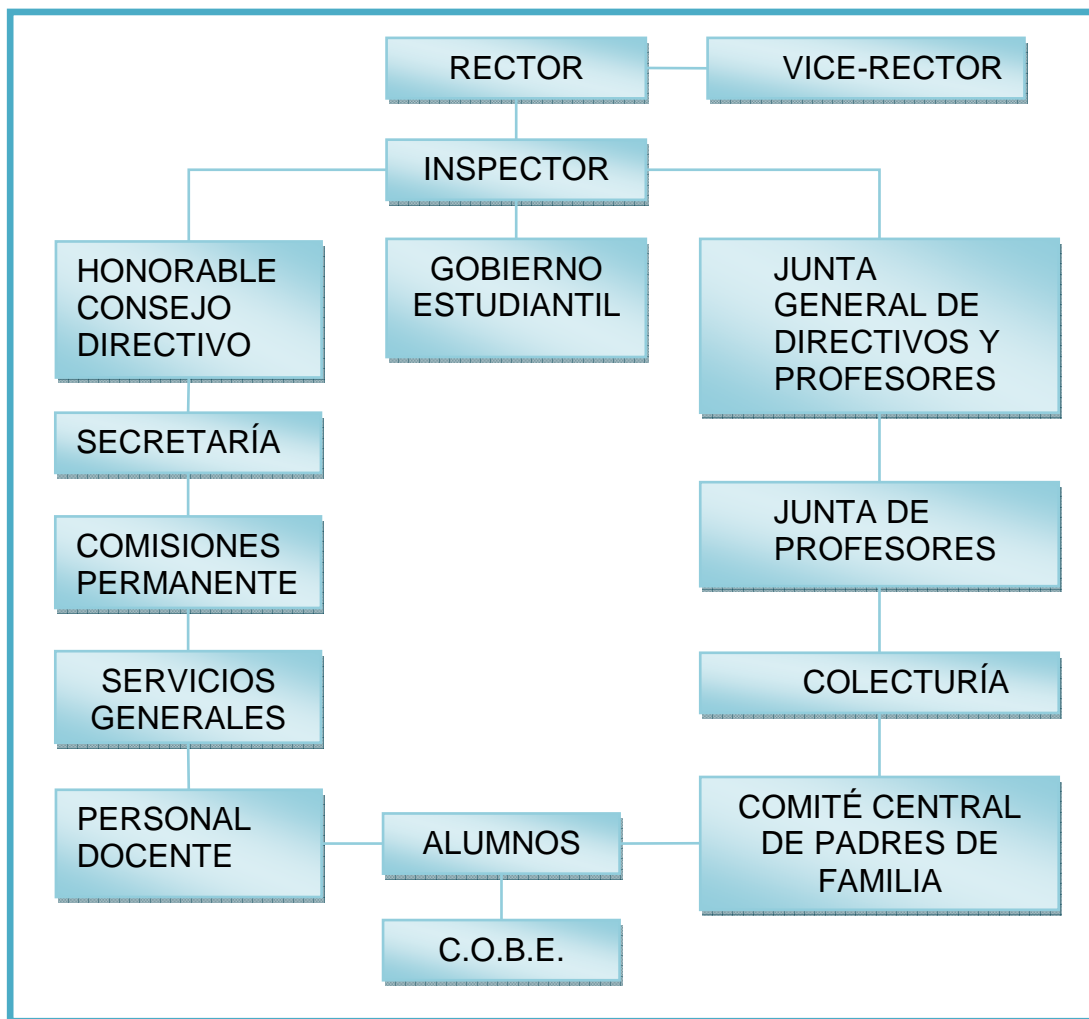 RECTOR
VICE-RECTOR
INSPECTOR
HONORABLE
CONSEJO
DIRECTIVO
GOBIERNO
ESTUDIANTIL
JUNTA
GENERAL DE
DIRECTIVOS Y
PROFESORES
SECRETARÍA
JUNTA DE
PROFESORES
COMISIONES
PERMANENTE
SERVICIOS
GENERALES
COLECTURÍA
PERSONAL
DOCENTE
ALUMNOS
COMITÉ CENTRAL
DE PADRES DE
FAMILIA
C.O.B.E.